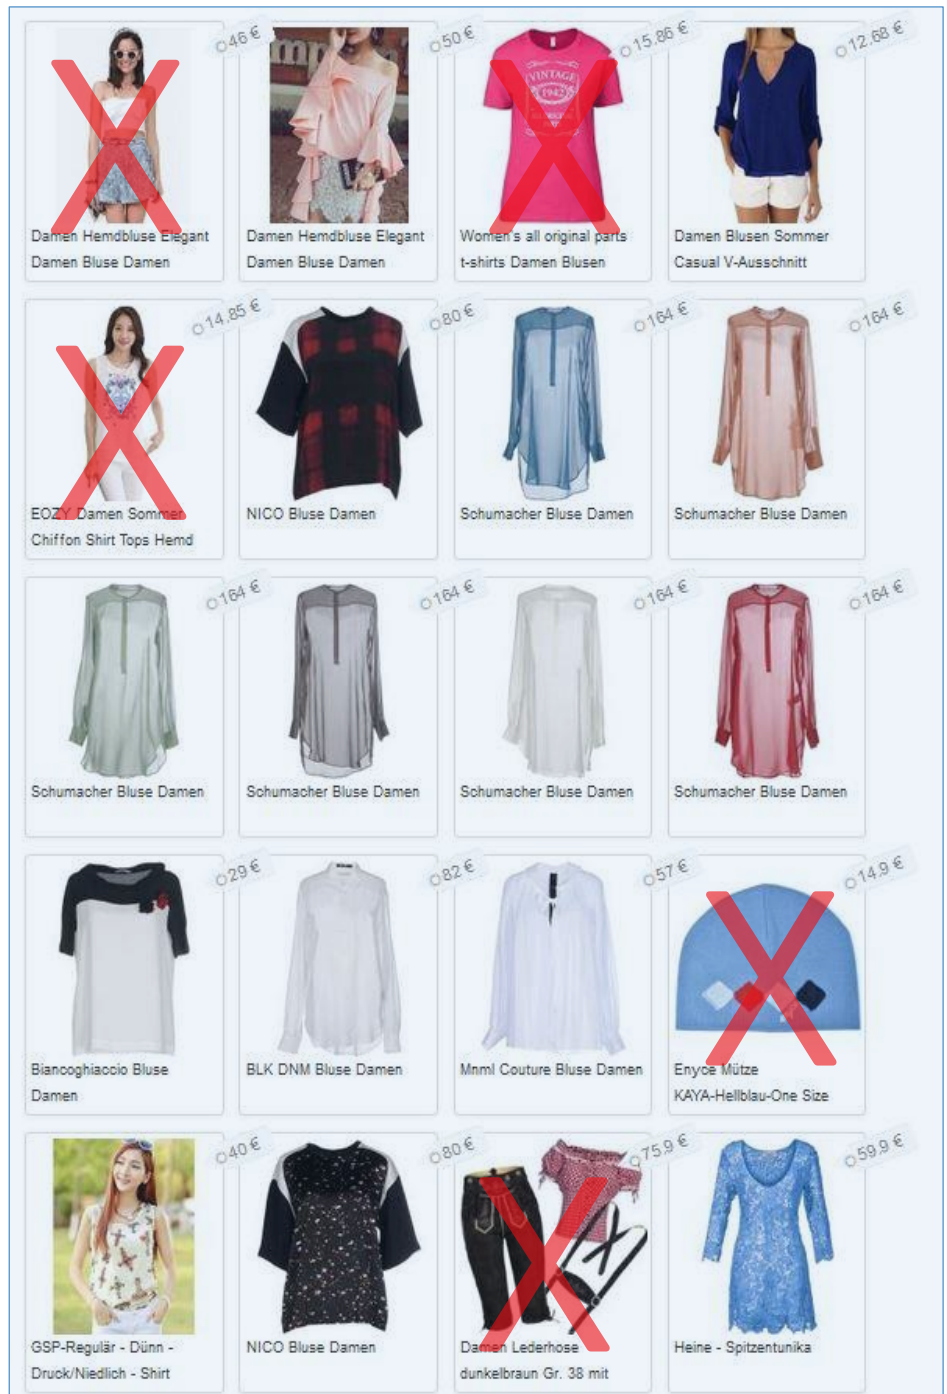 46 €
50 €
15.86 €
12.68 €
VINTAGE
1942
Damen Hemdbluse Elegant
Damen Bluse Damen
Damen Hemdbluse Elegant
Damen Bluse Damen
Women's all original parts
t-shirts Damen Blusen
Damen Blusen Sommer
Casual V-Ausschnitt
14.85 €
80 €
164 €
164 €
EOZY Damen Sommer
Chiffon Shirt Tops Hemd
NICO Bluse Damen
Schumacher Bluse Damen
Schumacher Bluse Damen
164 €
164 €
164 €
164 €
Schumacher Bluse Damen
Schumacher Bluse Damen
Schumacher Bluse Damen
Schumacher Bluse Damen
29 €
82 €
57 €
14.9 €
Biancoghiaccio Bluse
Damen
BLK DNM Bluse Damen
Mnml Couture Bluse Damen
Enyce Mütze
KAYA-Hellblau-One Size
40 €
80 €
75.9 €
59.9 €
GSP-Regulär - Dünn -
Druck/Niedlich - Shirt
NICO Bluse Damen
Damen Lederhose
dunkelbraun Gr. 38 mit
Heine - Spitzentunika